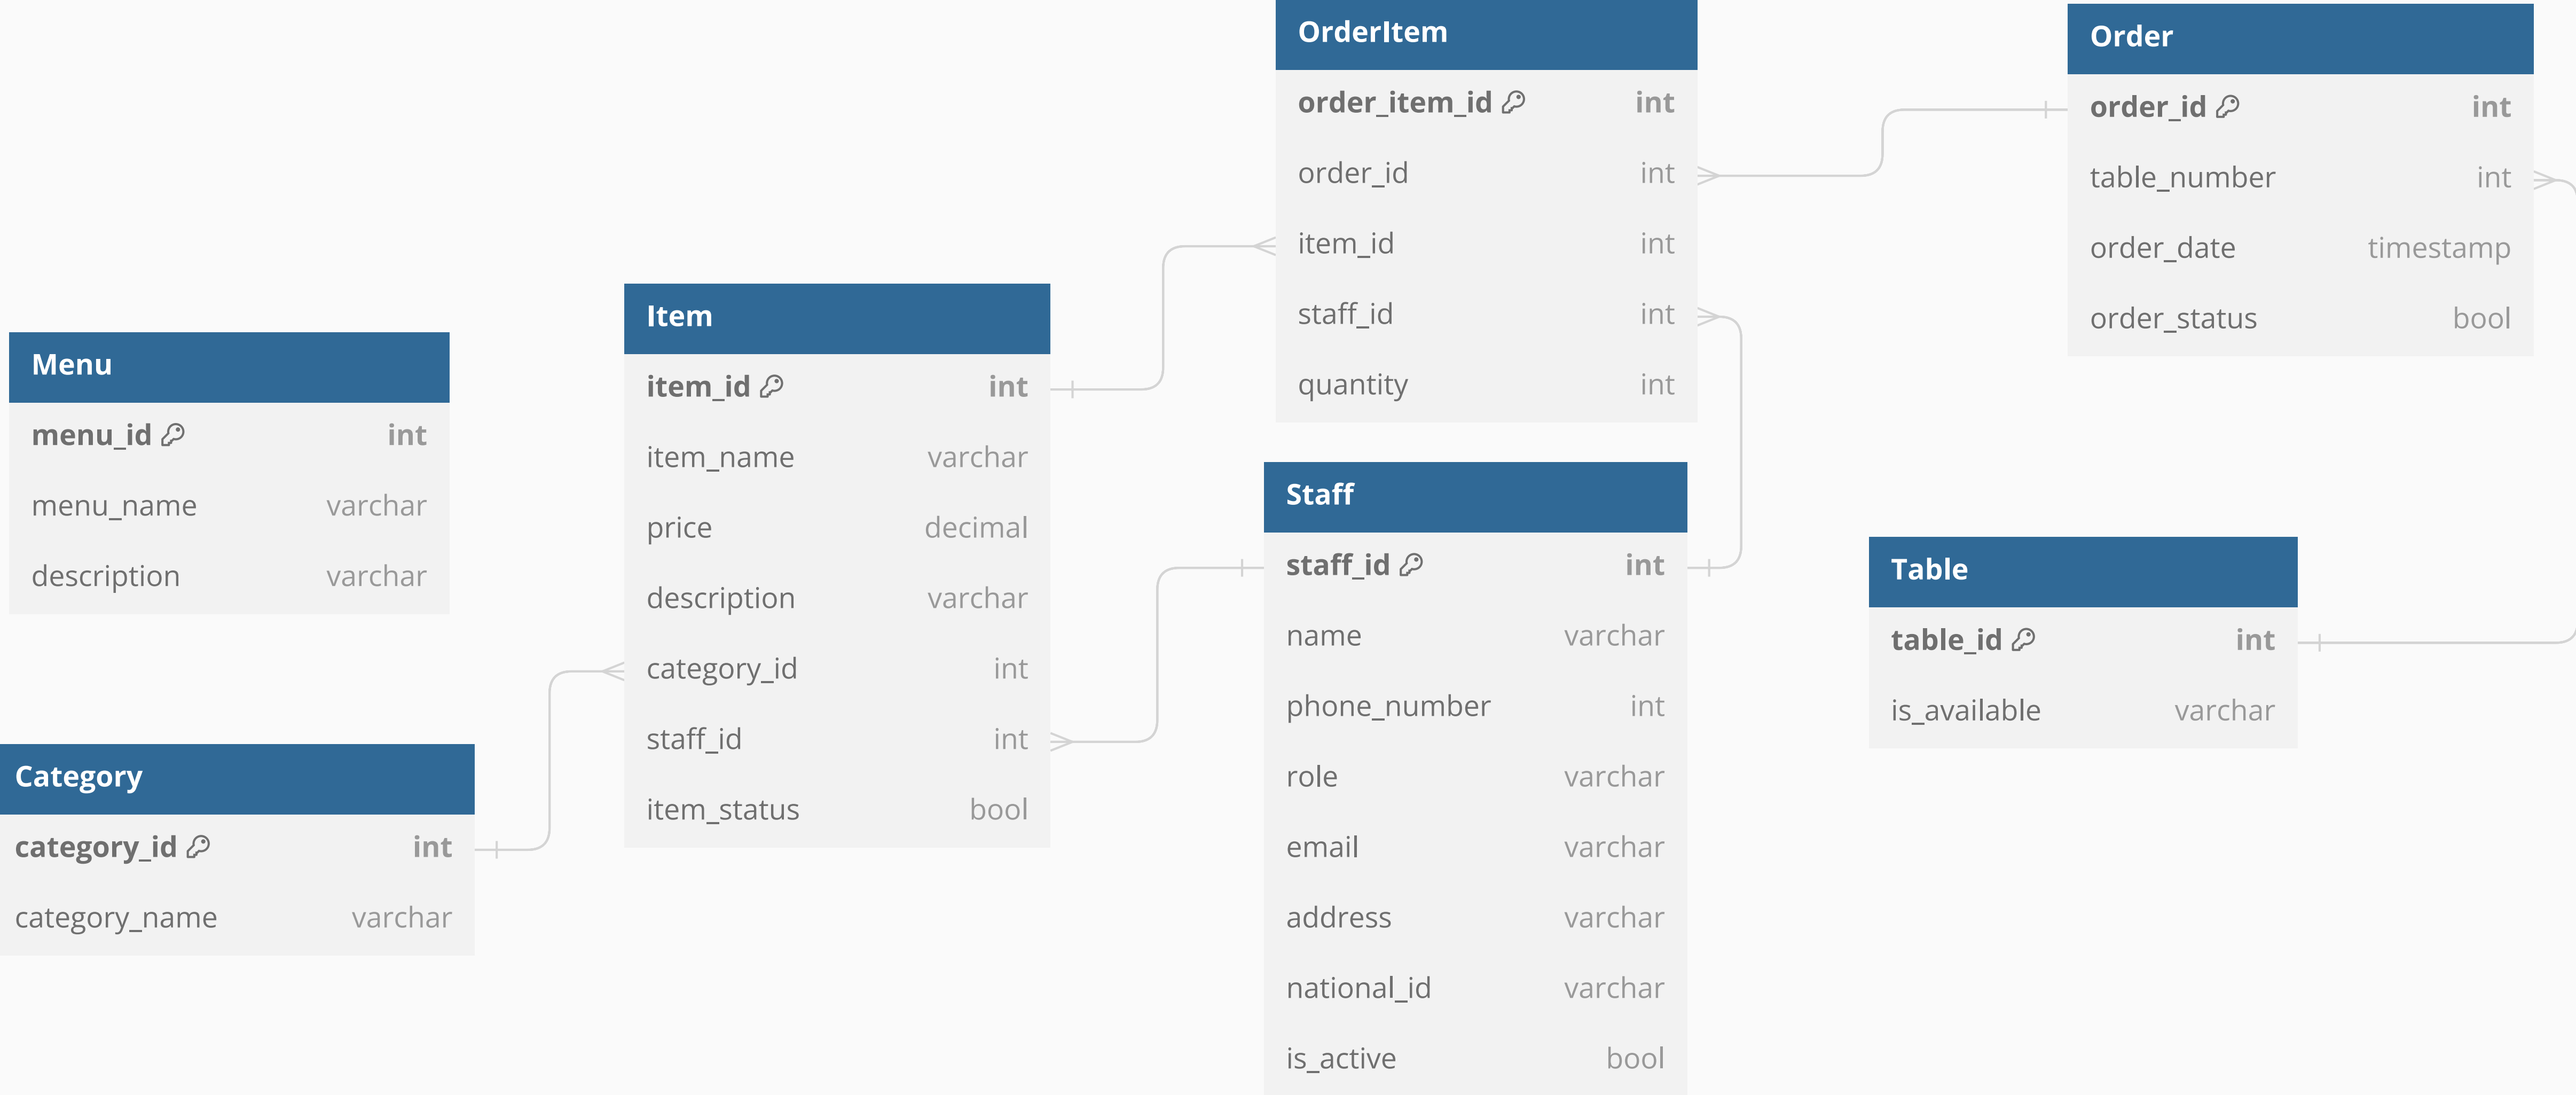 Menu
menu_id int
menu_name varchar
description varchar
Category
category_id int
category_name varchar
Item
item_id int
item_name varchar
price decimal
description varchar
category_id int
staff_id int
item_status bool
OrderItem
order_item_id int
order_id int
item_id int
staff_id int
quantity int
Staff
staff_id int
name varchar
phone_number int
role varchar
email varchar
address varchar
national_id varchar
is_active bool
Order
order_id int
table_number int
order_date timestamp
order_status bool
Table
table_id int
is_available varchar